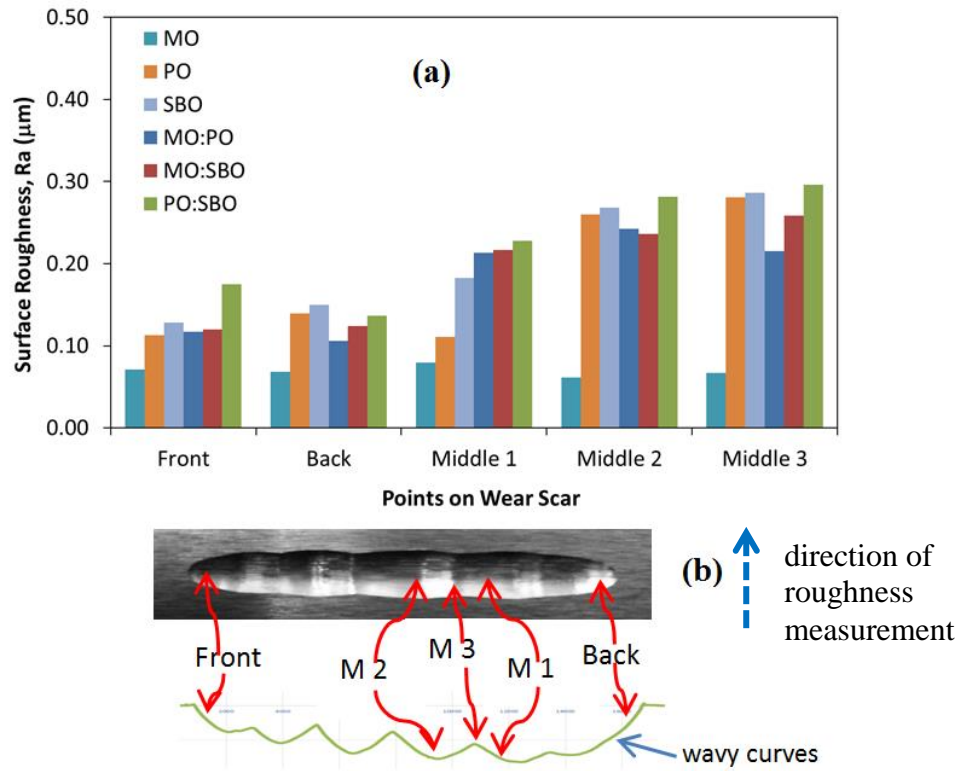 0.50
0.40
0.30
0.20
0.10
0.00
Surface Roughness, Ra (μm)
MO
PO
SBO
MO:PO
MO:SBO
PO:SBO
(a)
Front Back Middle 1 Middle 2 Middle 3
Points on Wear Scar
(b)
direction of
roughness
measurement
Front M 2 M 3 M 1 Back
wavy curves